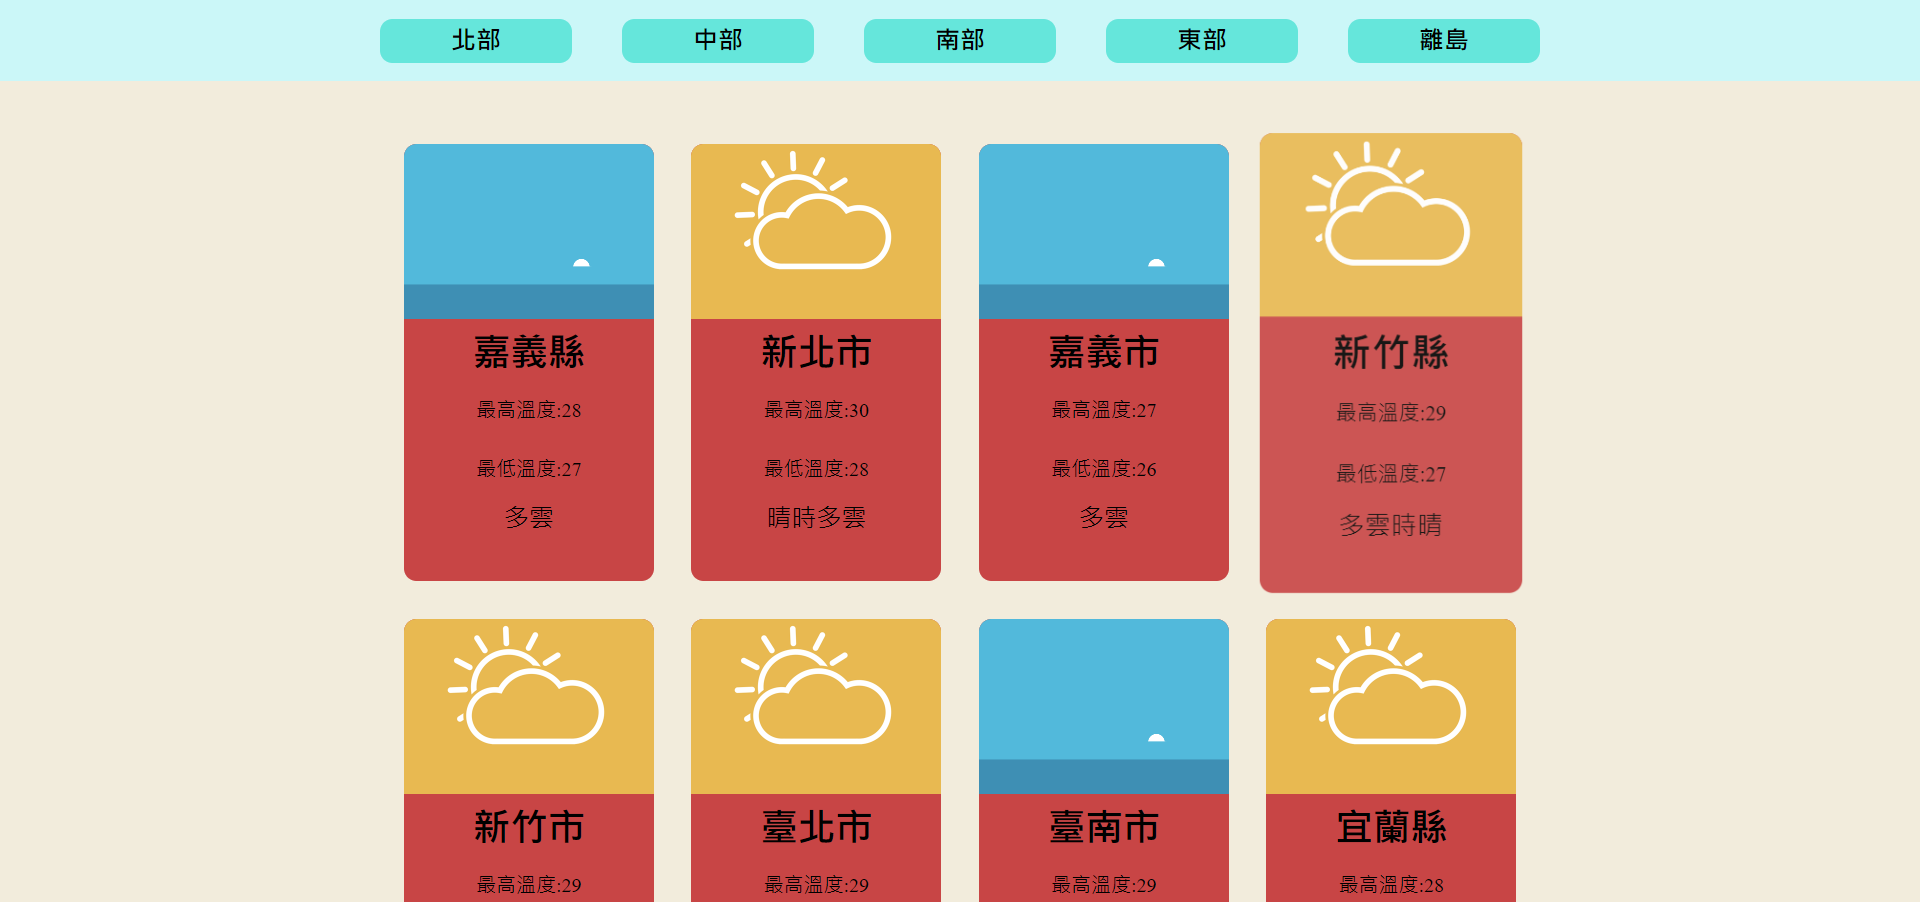 北部
中部
南部
東部
離島
嘉義縣
最高溫度:28
最低溫度:27
多雲
新北市
最高溫度:30
最低溫度:28
晴時多雲
嘉義市
最高溫度:27
最低溫度:26
多雲
新竹縣
最高溫度:29
最低溫度:27
多雲時晴
新竹市
最高溫度:29
臺北市
最高溫度:29
臺南市
最高溫度:29
宜蘭縣
最高溫度:28